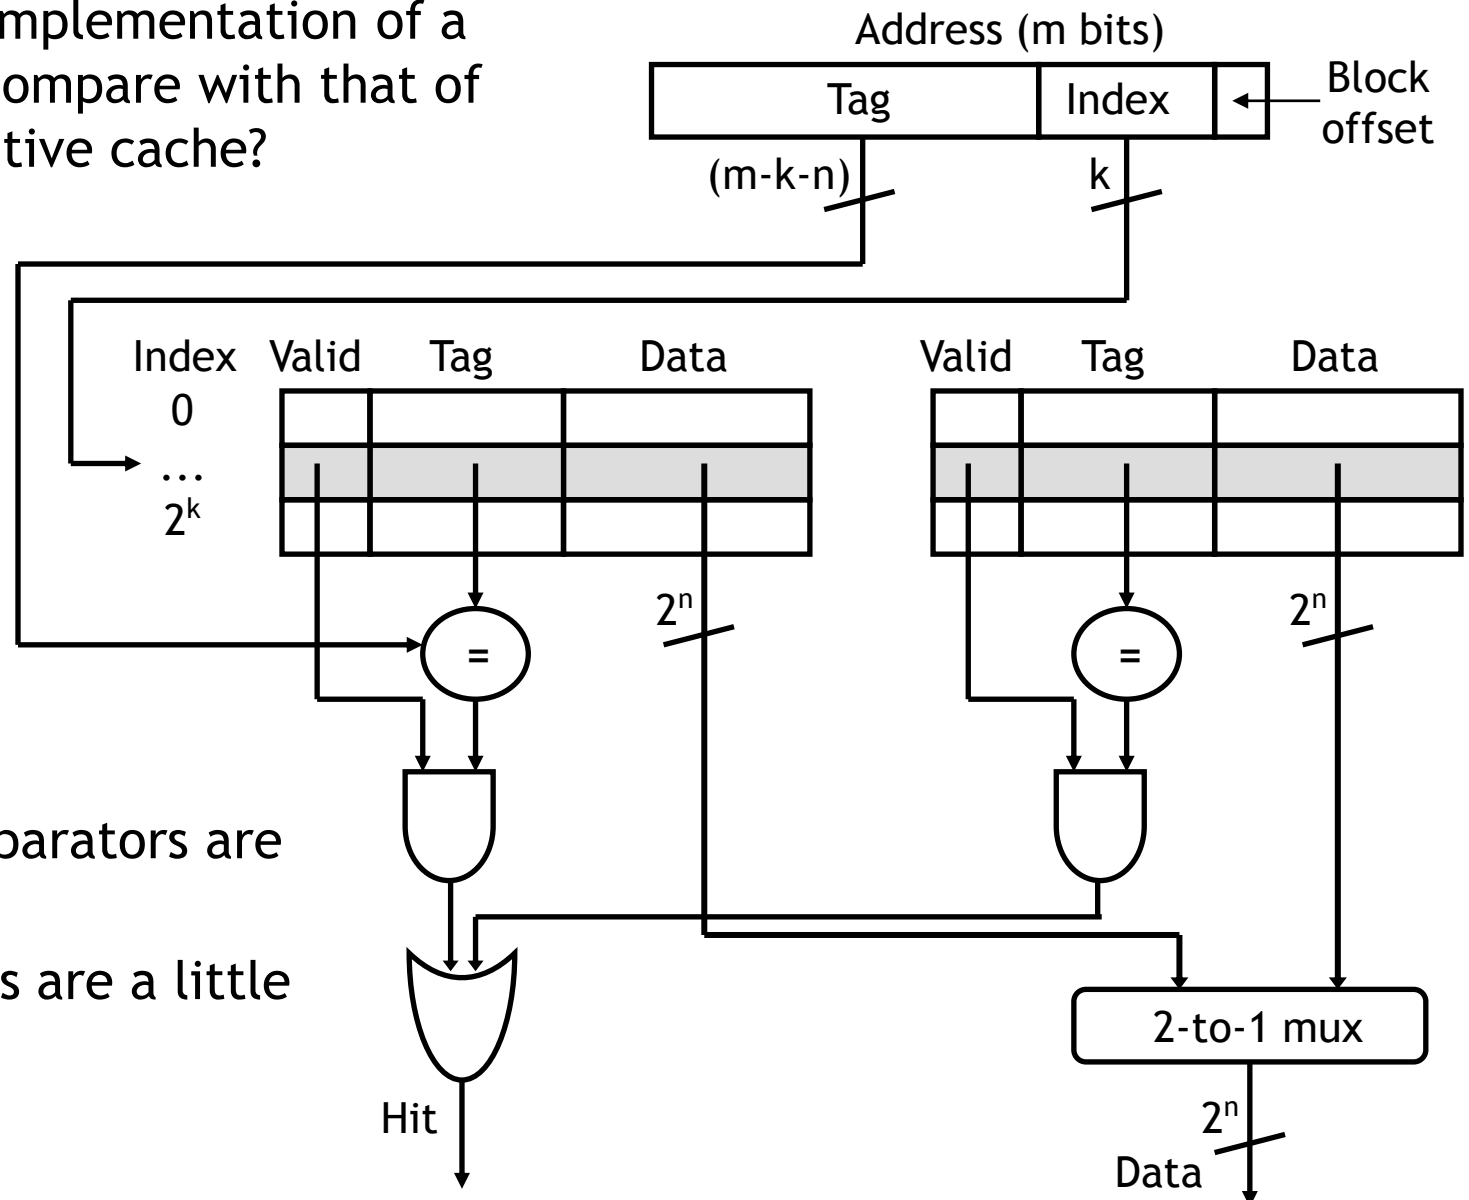 mplementation of a
ompare with that of
tive cache?
Address (m bits)
Tag
Index
Block
offset
(m-k-n)
k
Index
Valid
Tag
Data
Valid
Tag
Data
0
...
2ᵏ
2ⁿ
2ⁿ
=
=
parators are
s are a little
2-to-1 mux
Hit
2ⁿ
Data